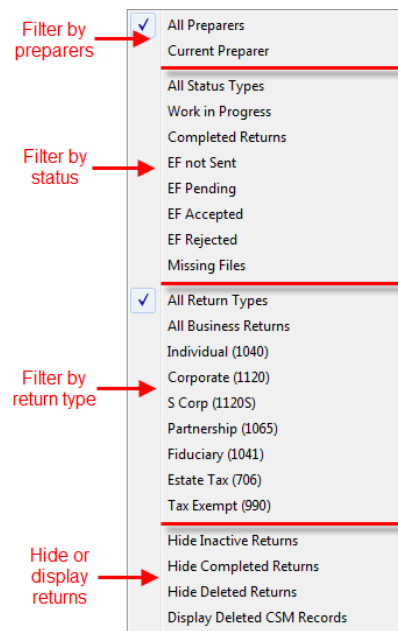 Filter by
preparers
All Preparers
Current Preparer
Filter by
status
All Status Types
Work in Progress
Completed Returns
EF not Sent
EF Pending
EF Accepted
EF Rejected
Missing Files
Filter by
return type
All Return Types
All Business Returns
Individual (1040)
Corporate (1120)
S Corp (1120S)
Partnership (1065)
Fiduciary (1041)
Estate Tax (706)
Tax Exempt (990)
Hide or
display
returns
Hide Inactive Returns
Hide Completed Returns
Hide Deleted Returns
Display Deleted CSM Records